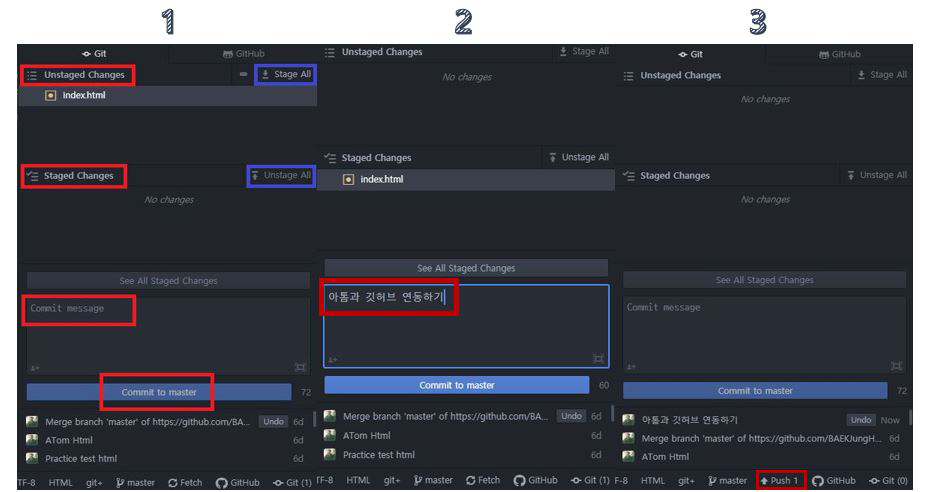 1
Git
GitHub
Unstaged Changes
Stage All
index.html
Staged Changes
Unstage All
No changes
See All Staged Changes
Commit message
Commit to master
72
Merge branch 'master' of https://github.com/BA...
Undo
6d
ATom Html
6d
Practice test html
6d
TF-8
HTML
git+
master
Fetch
GitHub
Git (1)
2
Unstaged Changes
Stage All
No changes
Staged Changes
Unstage All
index.html
See All Staged Changes
아톰과 깃허브 연동하기
Commit to master
60
Merge branch 'master' of https://github.com/BA...
Undo
6d
ATom Html
6d
Practice test html
6d
TF-8
HTML
git+
master
Fetch
GitHub
Git (1)
3
Git
GitHub
Unstaged Changes
Stage All
No changes
Staged Changes
Unstage All
No changes
See All Staged Changes
Commit message
Commit to master
72
아톰과 깃허브 연동하기
Undo
Now
Merge branch 'master' of https://github.com/BAEKJungH...
6d
ATom Html
6d
F-8
HTML
git+
master
Push 1
GitHub
Git (0)